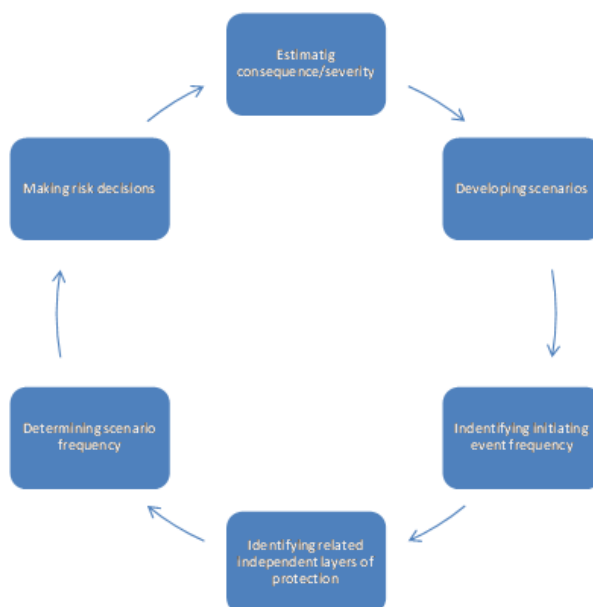 Estimatig
consequence/severity
Developing scenarios
Indentifying initiating
event frequency
Identifying related
independent layers of
protection
Determining scenario
frequency
Making risk decisions